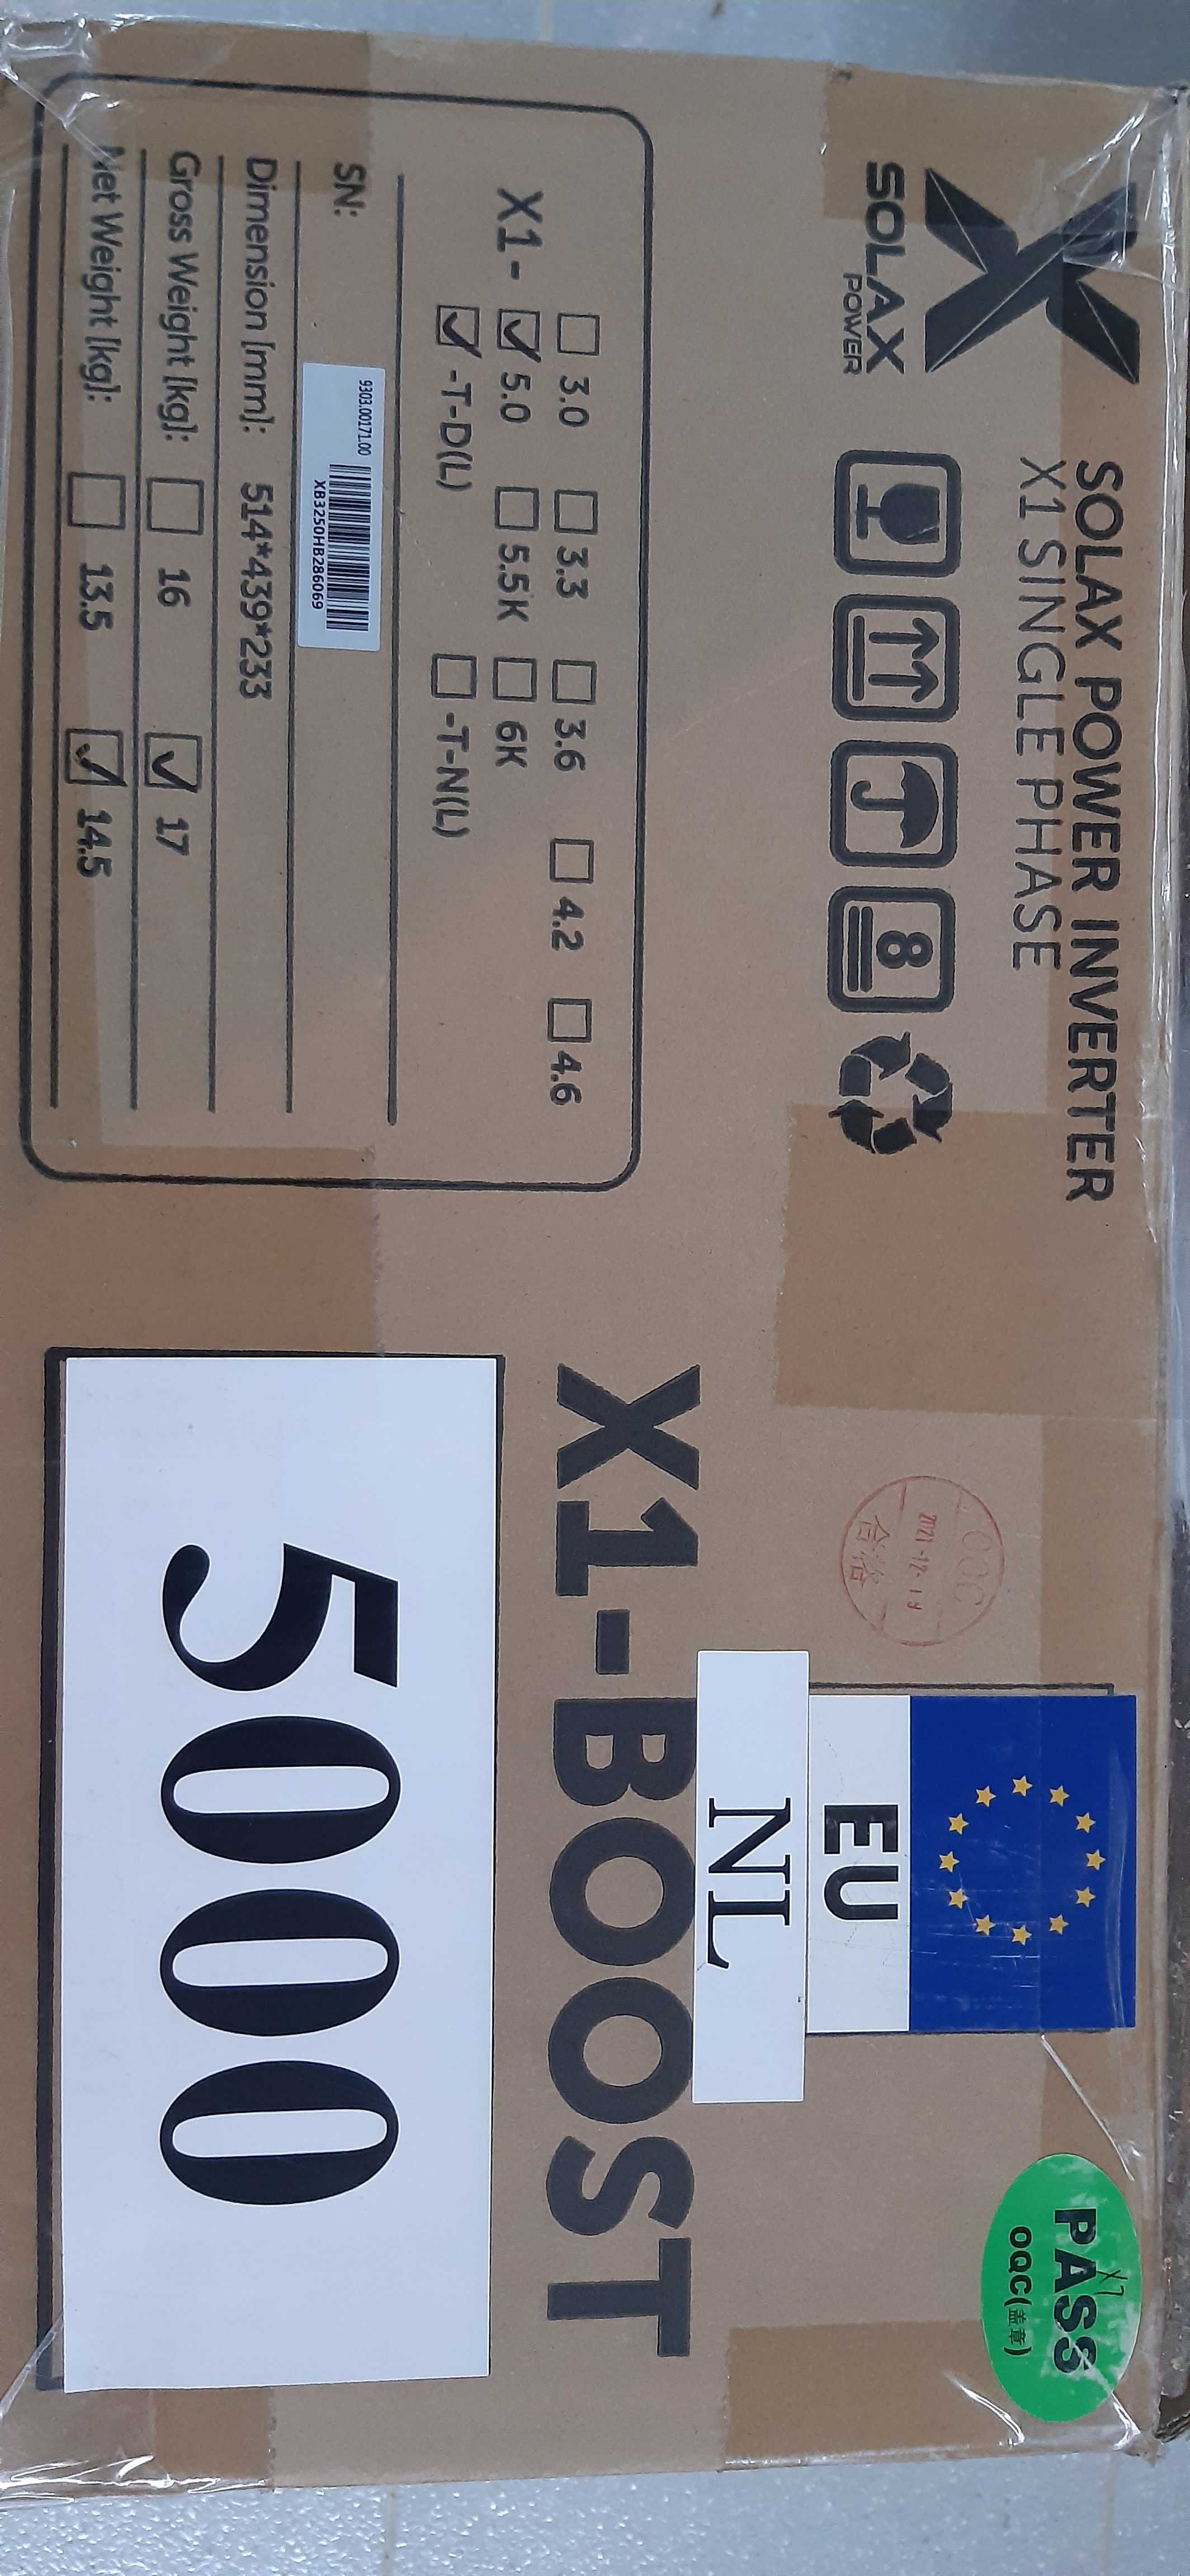 SOLAX
POWER
SOLAX POWER INVERTER
X1 SINGLE PHASE
8
X1- 3.0 3.3 3.6 4.2 4.6
5.0 5.5K 6K
-T-D(L) -T-N(L)
SN:
9303.00171.00
XB3250HB286069
Dimension [mm]: 514*439*233
Gross Weight [kg]: 16 17
Net Weight [kg]: 13.5 14.5
2021-12-
合格
EU
NL
PASS
OQC(盖章)
X1-BOOST
5000